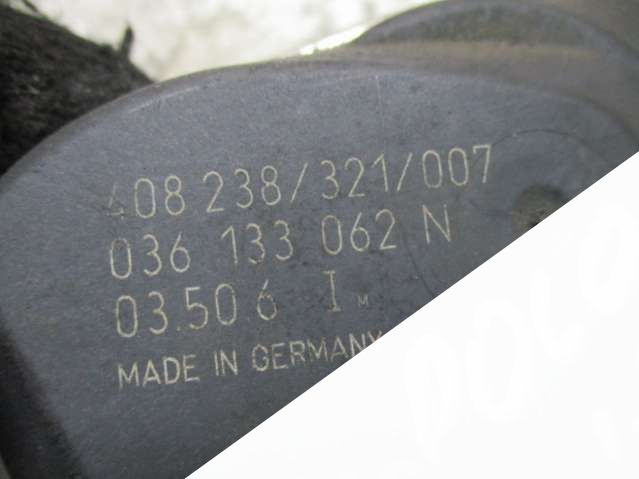 408 238/321/007
036 133 062 N
03.50 6 I M
MADE IN GERMANY